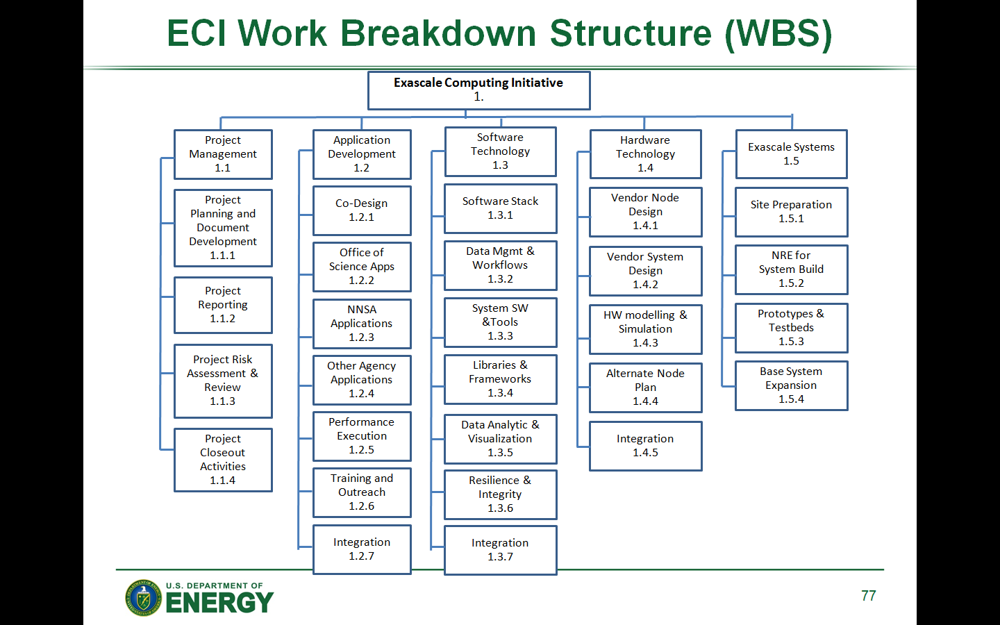 ECI Work Breakdown Structure (WBS)
Exascale Computing Initiative
1.
Project
Management
1.1
Project
Planning and
Document
Development
1.1.1
Project
Reporting
1.1.2
Project Risk
Assessment &
Review
1.1.3
Project
Closeout
Activities
1.1.4
Application
Development
1.2
Co-Design
1.2.1
Office of
Science Apps
1.2.2
NNSA
Applications
1.2.3
Other Agency
Applications
1.2.4
Performance
Execution
1.2.5
Training and
Outreach
1.2.6
Integration
1.2.7
Software
Technology
1.3
Software Stack
1.3.1
Data Mgmt &
Workflows
1.3.2
System SW
&Tools
1.3.3
Libraries &
Frameworks
1.3.4
Data Analytic &
Visualization
1.3.5
Resilience &
Integrity
1.3.6
Integration
1.3.7
Hardware
Technology
1.4
Vendor Node
Design
1.4.1
Vendor System
Design
1.4.2
HW modelling &
Simulation
1.4.3
Alternate Node
Plan
1.4.4
Integration
1.4.5
Exascale Systems
1.5
Site Preparation
1.5.1
NRE for
System Build
1.5.2
Prototypes &
Testbeds
1.5.3
Base System
Expansion
1.5.4
U.S. DEPARTMENT OF
ENERGY
77